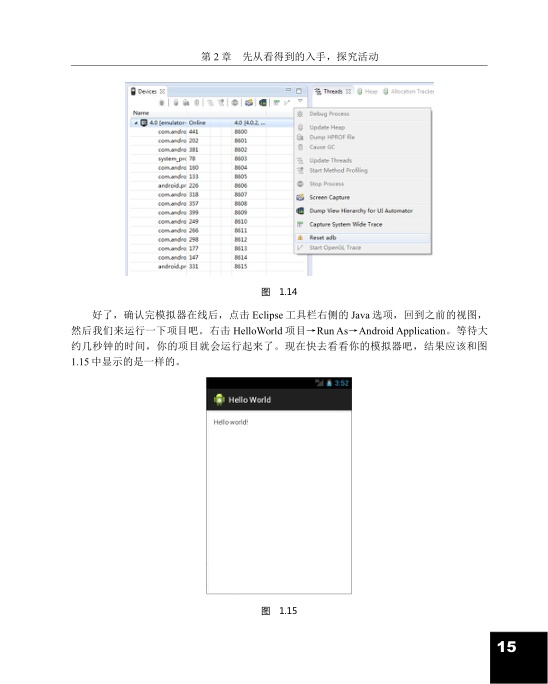 第 2 章 先从看得到的入手，探究活动
Devices
Threads Heap Allocation Tracker
Name
4.0 [emulator- Online 4.0 [4.0.2, ...
com.andro 441 8600
com.andro 202 8601
com.andro 381 8602
system_prc 78 8603
com.andro 160 8604
com.andro 133 8605
android.pr 226 8606
com.andro 318 8607
com.andro 357 8608
com.andro 399 8609
com.andro 249 8610
com.andro 266 8611
com.andro 298 8612
com.andro 177 8613
com.andro 147 8614
android.pr 331 8615
Debug Process
Update Heap
Dump HPROF file
Cause GC
Update Threads
Start Method Profiling
Stop Process
Screen Capture
Dump View Hierarchy for UI Automator
Capture System Wide Trace
Reset adb
Start OpenGL Trace
图 1.14
好了，确认完模拟器在线后，点击 Eclipse 工具栏右侧的 Java 选项，回到之前的视图，
然后我们来运行一下项目吧。右击 HelloWorld 项目→Run As→Android Application。等待大
约几秒钟的时间，你的项目就会运行起来了。现在快去看看你的模拟器吧，结果应该和图
1.15 中显示的是一样的。
3:52
Hello World
Hello world!
图 1.15
15